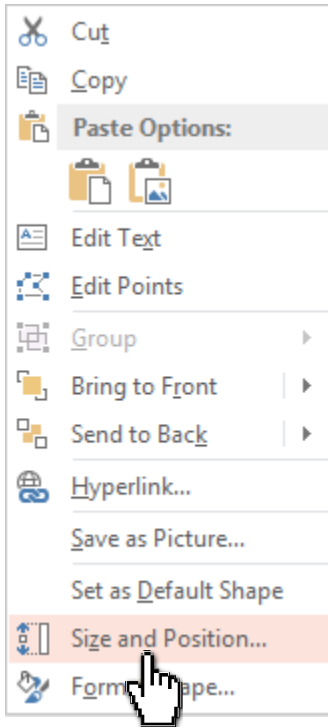 Cut
Copy
Paste Options:
Edit Text
Edit Points
Group
Bring to Front
Send to Back
Hyperlink...
Save as Picture...
Set as Default Shape
Size and Position...